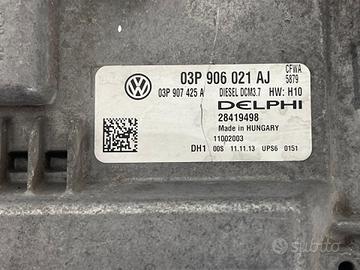 03P 906 021 AJ
CFWA
5879
03P 907 425 A DIESEL DCM3.7 HW: H10
DELPHI
28419498
Made in HUNGARY
11002003
DH1 00S 11.11.13 UPS6 0151
subito